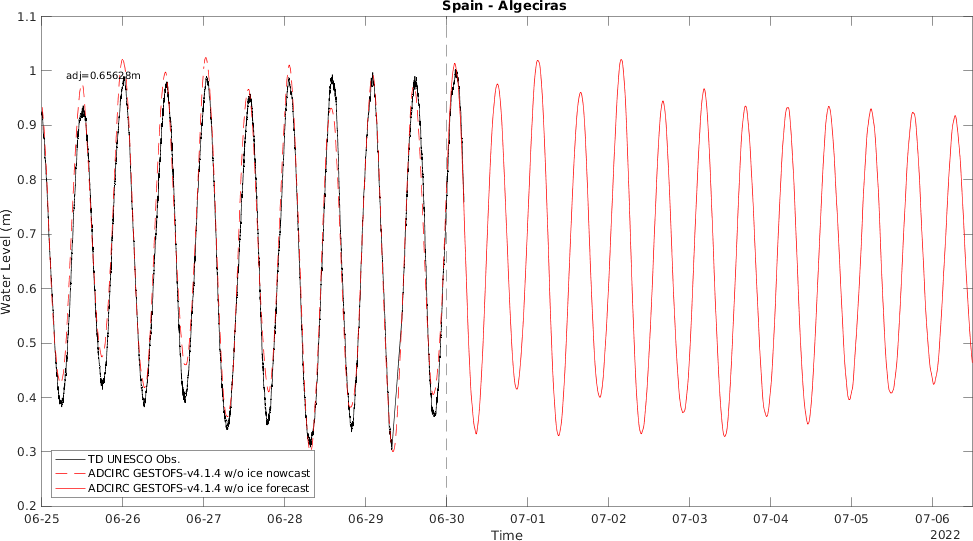 Spain - Algeciras
1.1
1
0.9
0.8
0.7
0.6
0.5
0.4
0.3
0.2
Water Level (m)
adj=0.65628m
TD UNESCO Obs.
ADCIRC GESTOFS-v4.1.4 w/o ice nowcast
ADCIRC GESTOFS-v4.1.4 w/o ice forecast
06-25 06-26 06-27 06-28 06-29 06-30 07-01 07-02 07-03 07-04 07-05 07-06
2022
Time